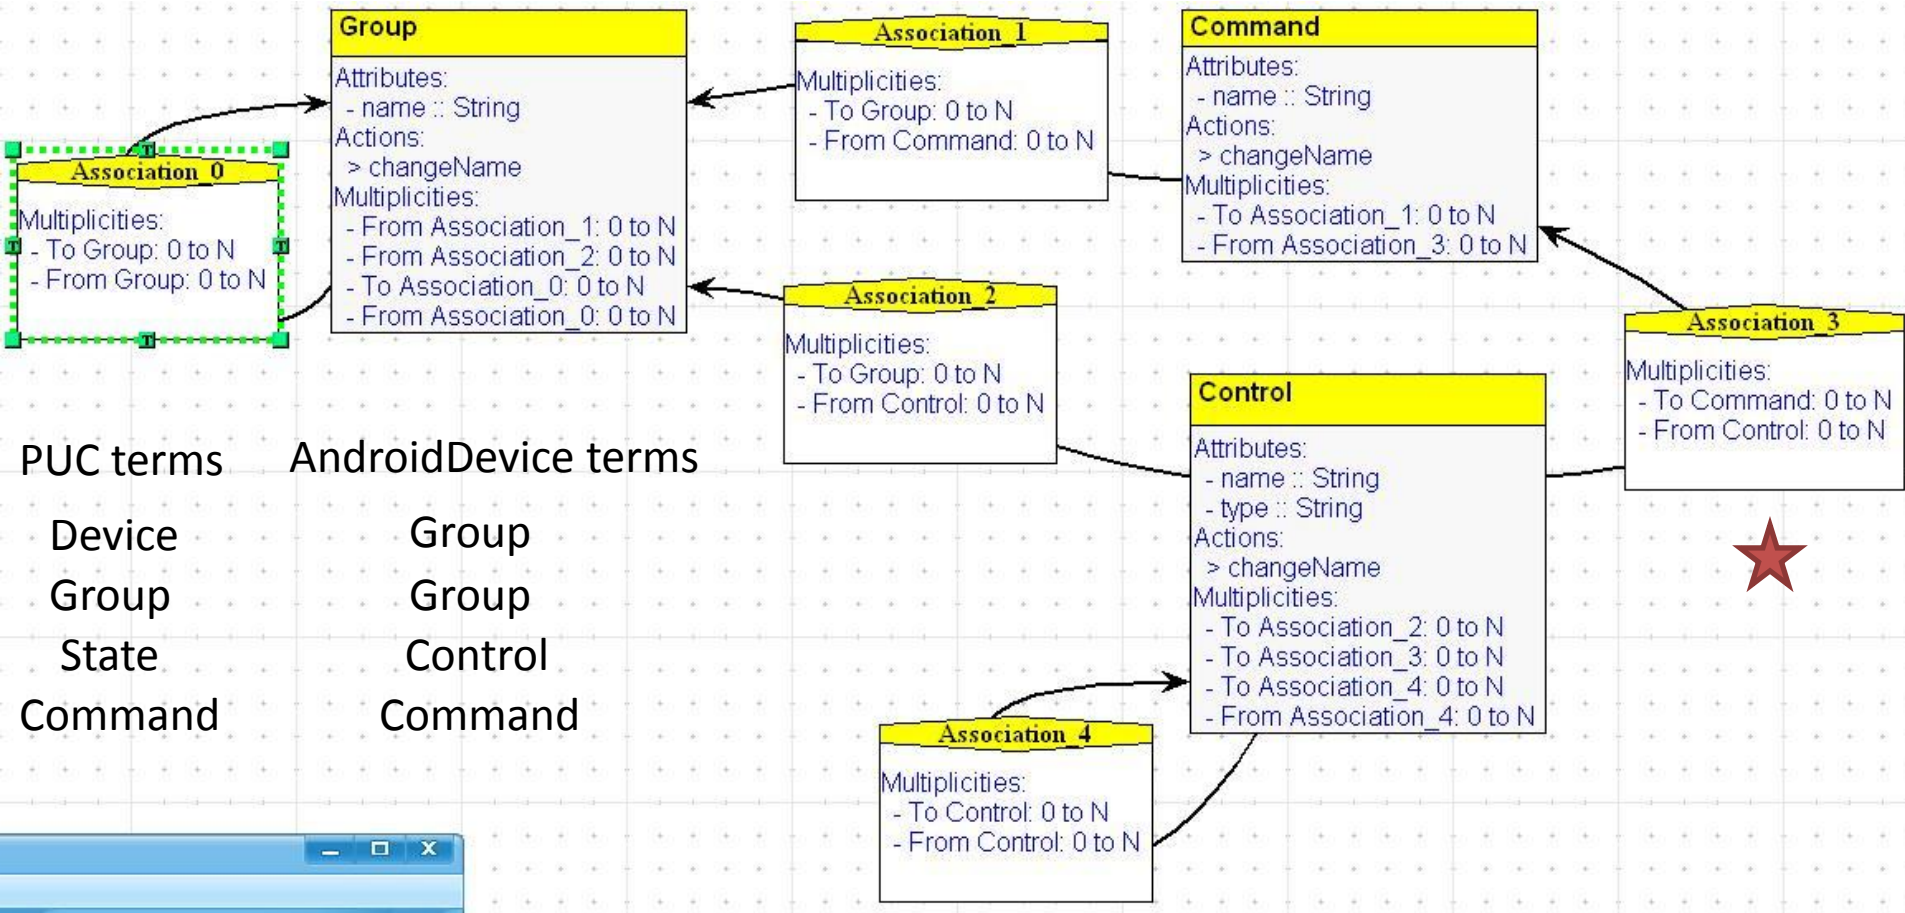 Group
Attributes:
- name :: String
Actions:
> changeName
Multiplicities:
- From Association_1: 0 to N
- From Association_2: 0 to N
- To Association_0: 0 to N
- From Association_0: 0 to N
Association_1
Multiplicities:
- To Group: 0 to N
- From Command: 0 to N
Command
Attributes:
- name :: String
Actions:
> changeName
Multiplicities:
- To Association_1: 0 to N
- From Association_3: 0 to N
Association_0
Multiplicities:
- To Group: 0 to N
- From Group: 0 to N
Association_2
Multiplicities:
- To Group: 0 to N
- From Control: 0 to N
Association_3
Multiplicities:
- To Command: 0 to N
- From Control: 0 to N
Control
Attributes:
- name :: String
- type :: String
Actions:
> changeName
Multiplicities:
- To Association_2: 0 to N
- To Association_3: 0 to N
- To Association_4: 0 to N
- From Association_4: 0 to N
PUC terms AndroidDevice terms
Device Group
Group Group
State Control
Command Command
Association_4
Multiplicities:
- To Control: 0 to N
- From Control: 0 to N